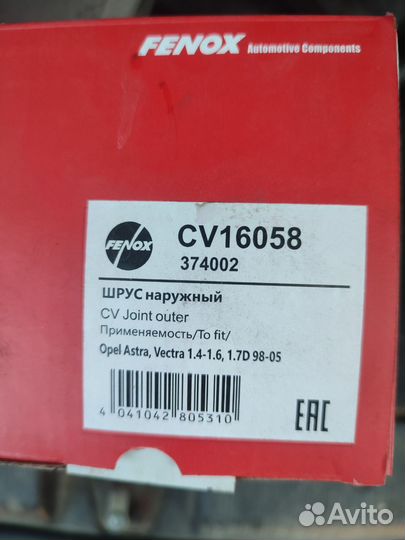 FENOX Automotive Components
FENOX
CV16058
374002
ШРУС наружный
CV Joint outer
Применяемость/To fit/
Opel Astra, Vectra 1.4-1.6, 1.7D 98-05
4 041042 805310
EAC
Avito